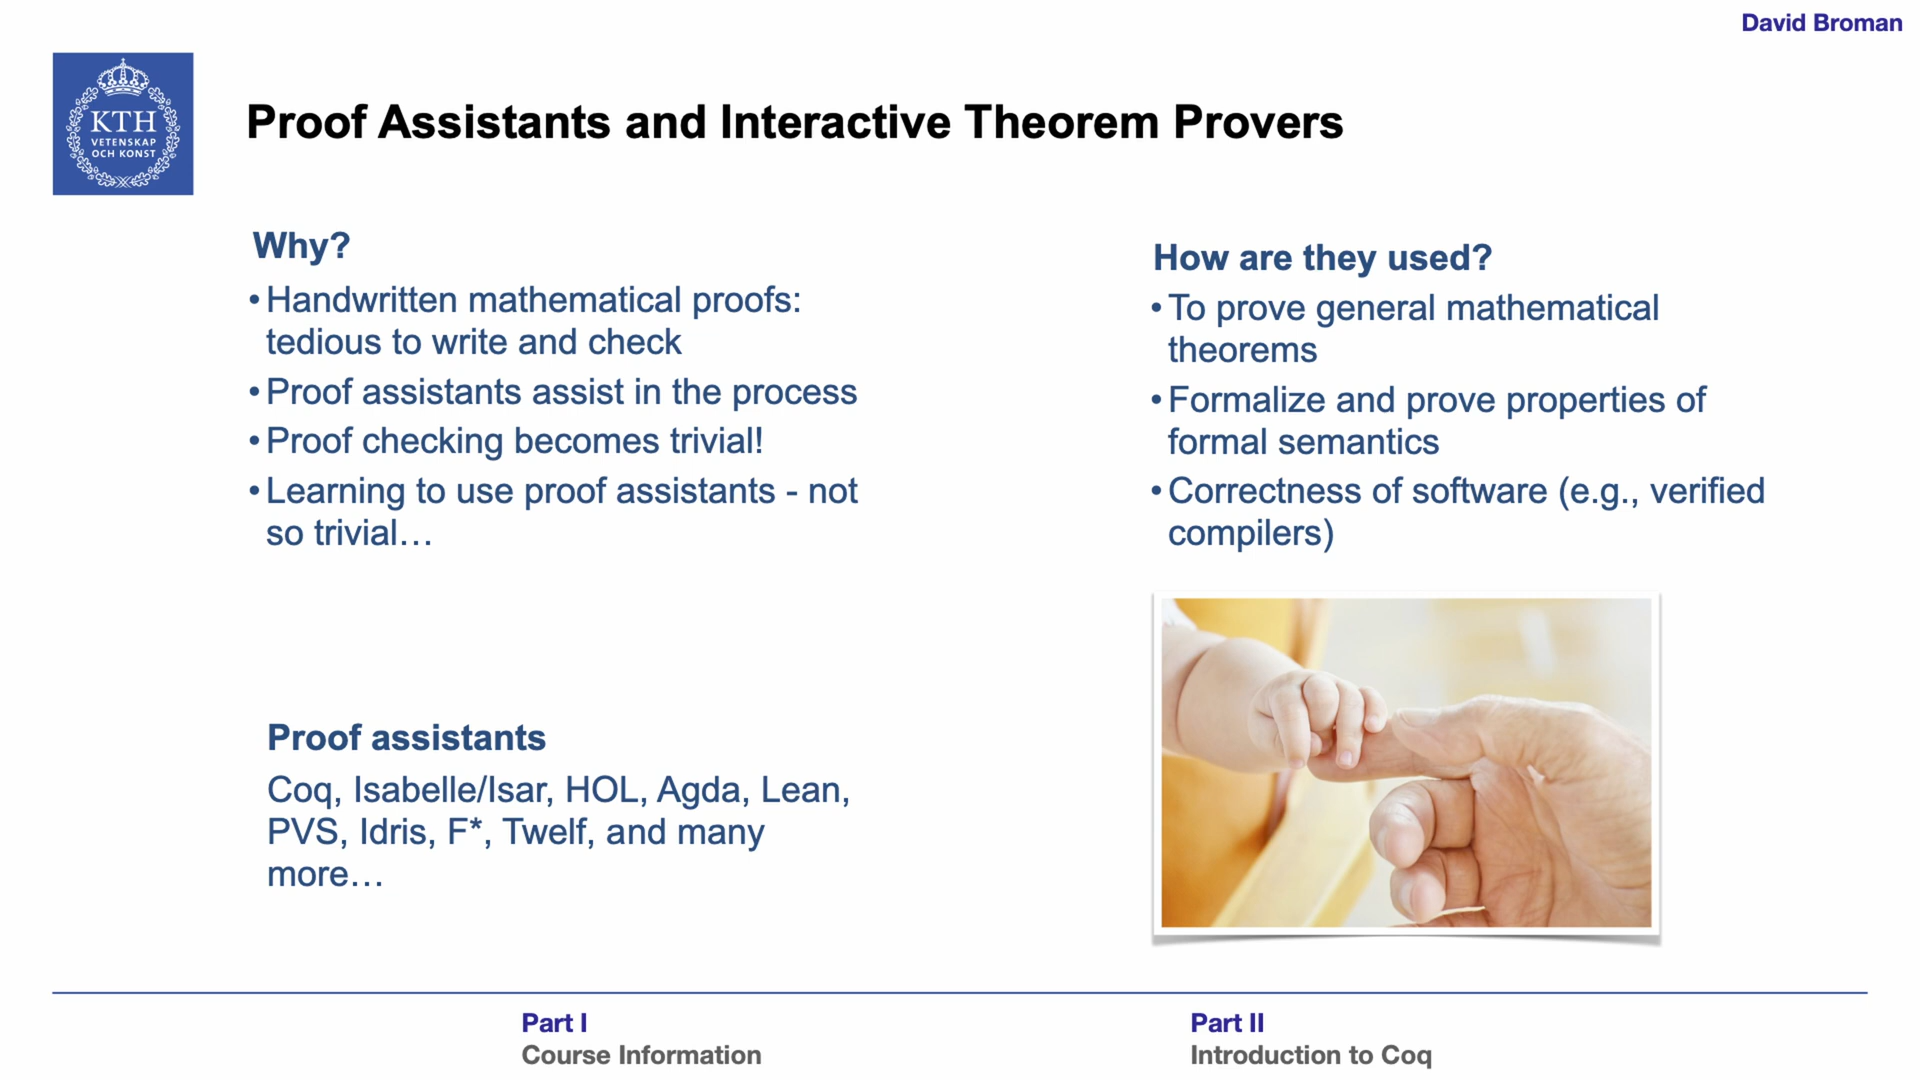 David Broman
KTH
VETENSKAP
OCH KONST
Proof Assistants and Interactive Theorem Provers
Why?
• Handwritten mathematical proofs:
tedious to write and check
• Proof assistants assist in the process
• Proof checking becomes trivial!
• Learning to use proof assistants - not
so trivial…
How are they used?
• To prove general mathematical
theorems
• Formalize and prove properties of
formal semantics
• Correctness of software (e.g., verified
compilers)
Proof assistants
Coq, Isabelle/Isar, HOL, Agda, Lean,
PVS, Idris, F*, Twelf, and many
more…
Part I
Course Information
Part II
Introduction to Coq